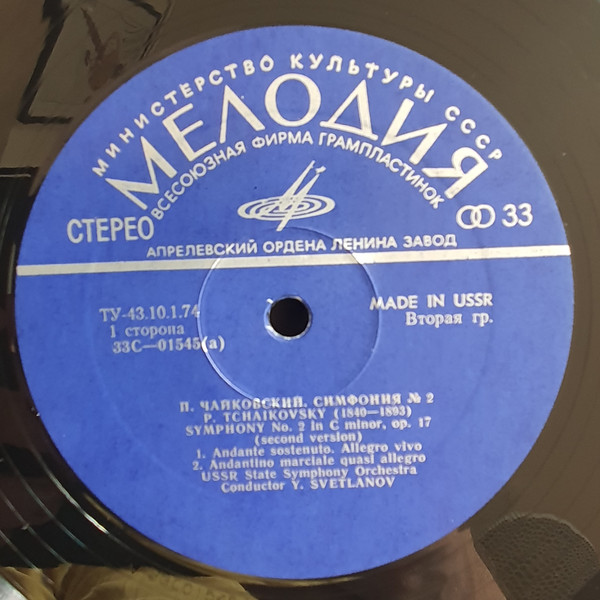 МИНИСТЕРСТВО КУЛЬТУРЫ СССР
МЕЛОДИЯ
ВСЕСОЮЗНАЯ ФИРМА ГРАМПЛАСТИНОК
СТЕРЕО
33
АПРЕЛЕВСКИЙ ОРДЕНА ЛЕНИНА ЗАВОД
ТУ-43.10.1.74
MADE IN USSR
1 сторона
Вторая гр.
33С—01545(а)
П. ЧАЙКОВСКИЙ. СИМФОНИЯ № 2
P. TCHAIKOVSKY (1840—1893)
SYMPHONY No. 2 in C minor, op. 17
(second version)
1. Andante sostenuto. Allegro vivo
2. Andantino marciale quasi allegro
USSR State Symphony Orchestra
Conductor Y. SVETLANOV